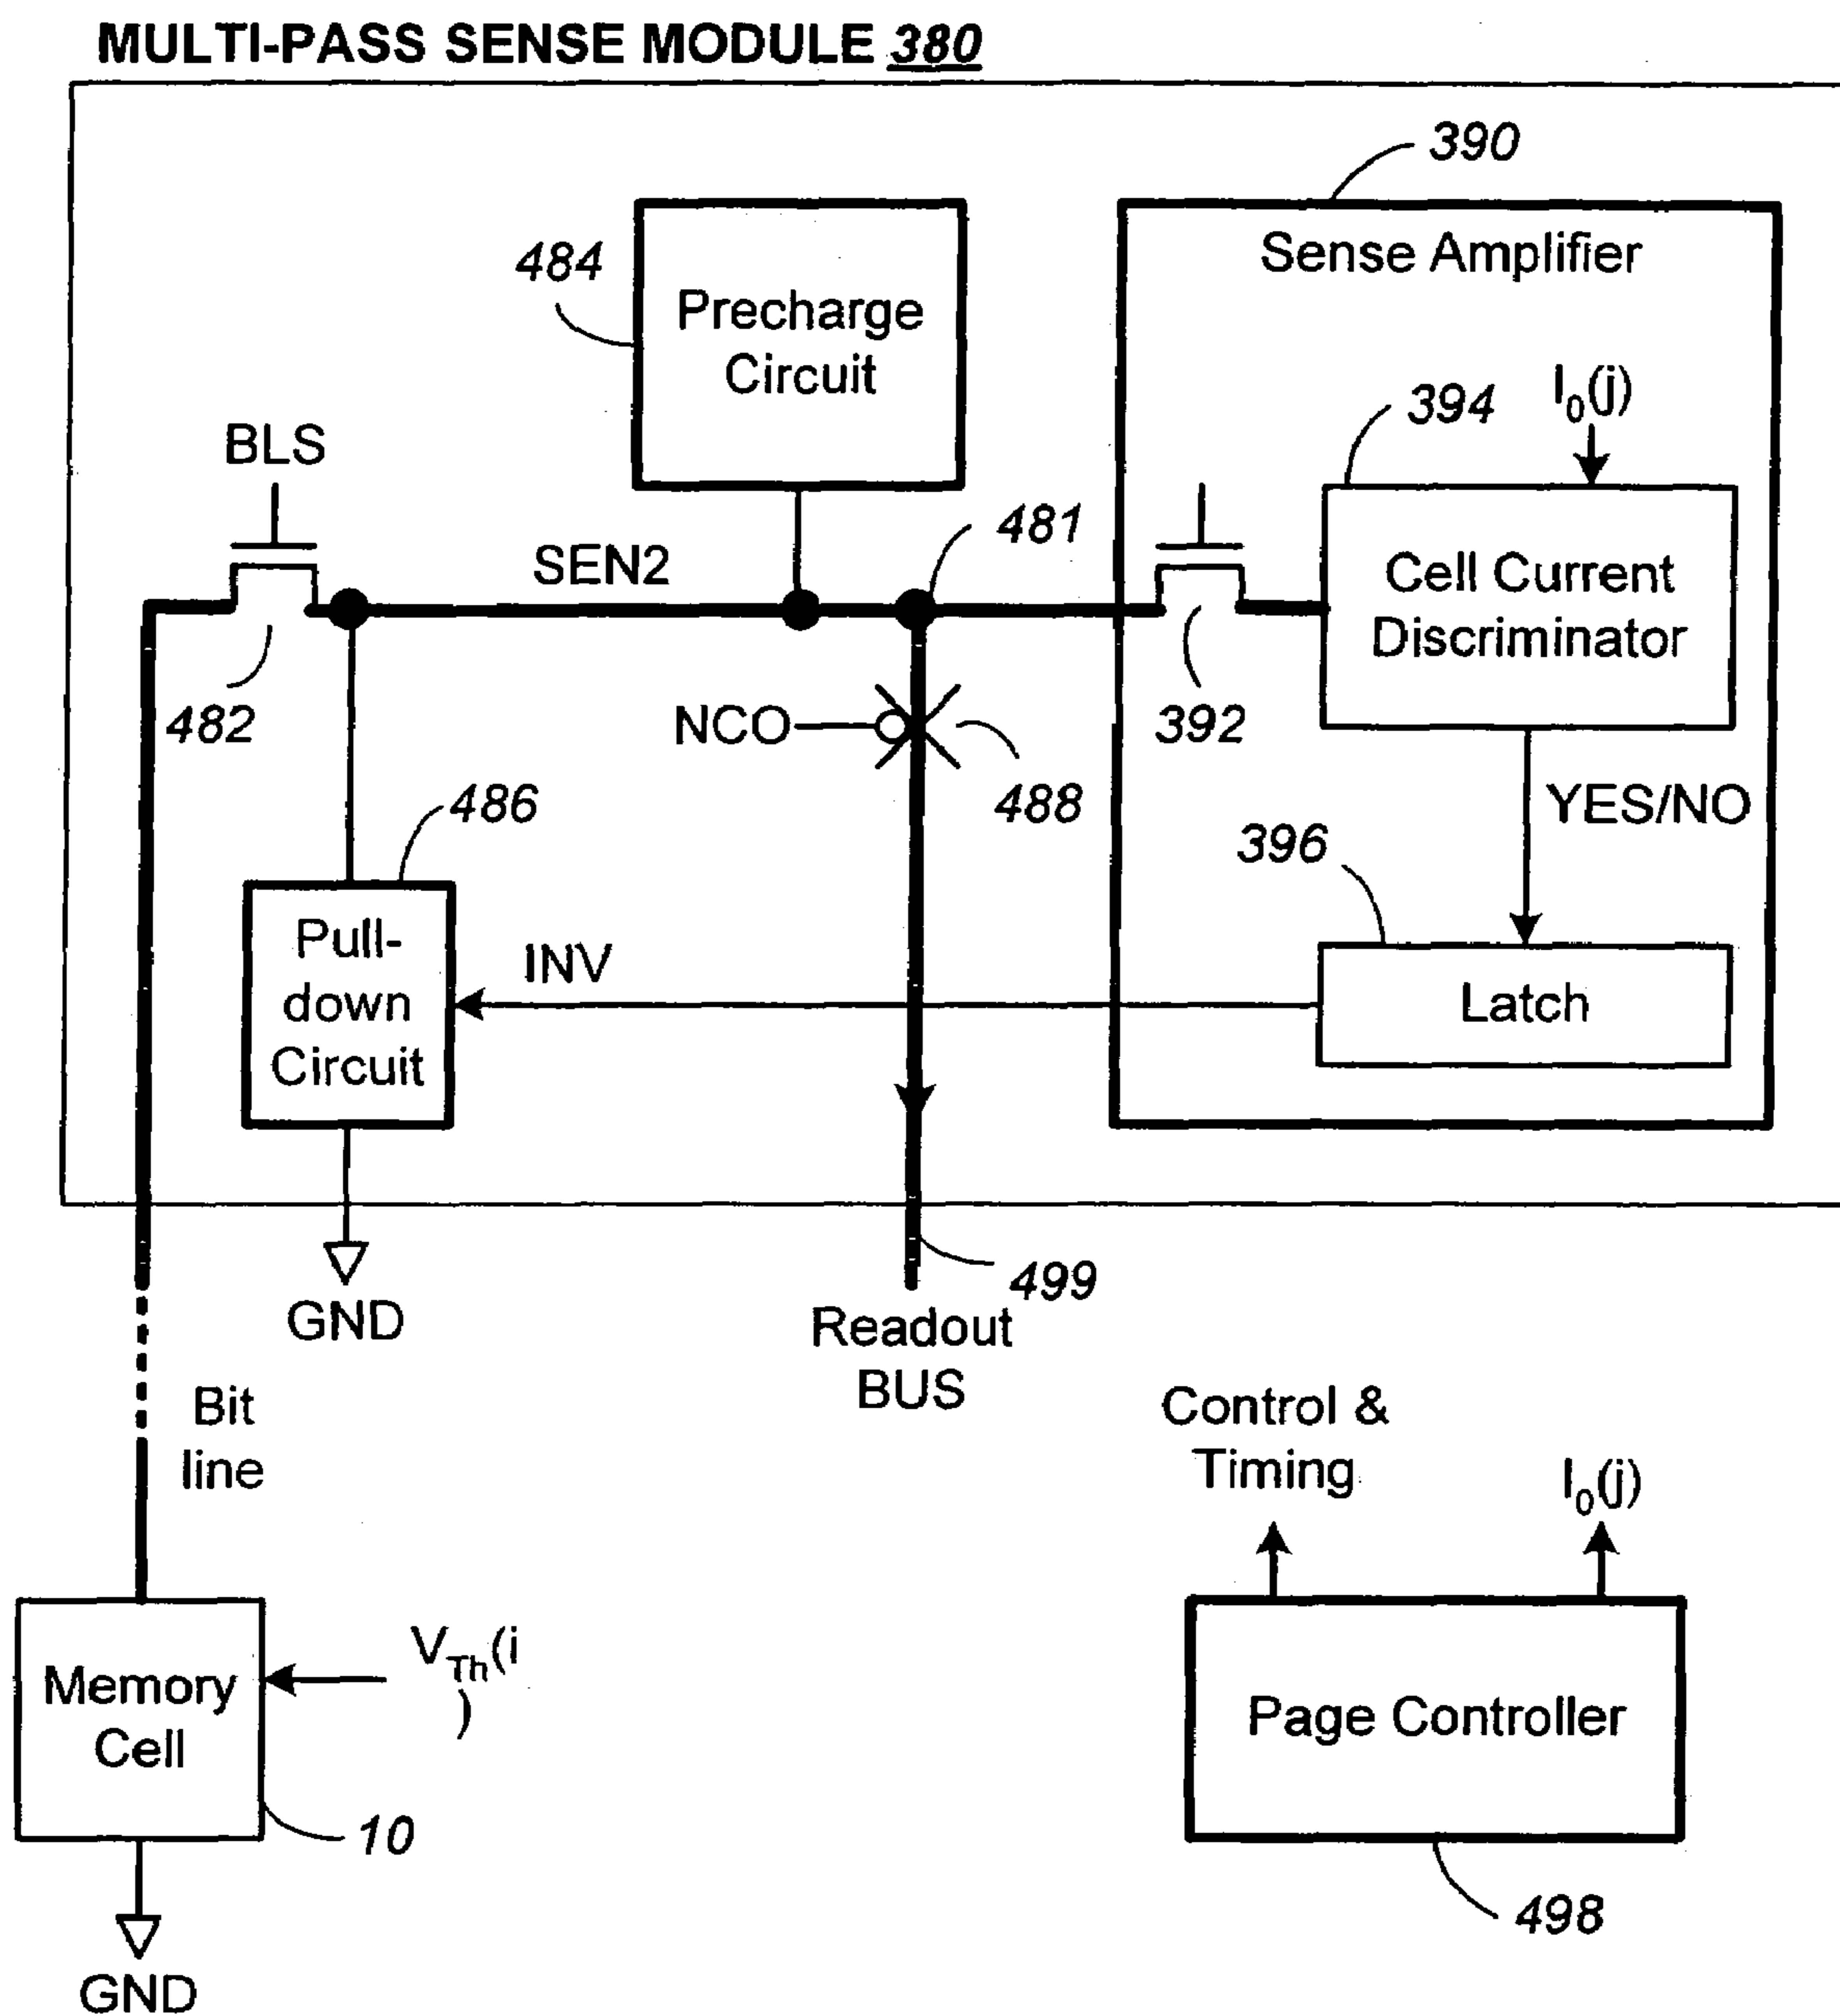 MULTI-PASS SENSE MODULE 380
390
Sense Amplifier
484
Precharge
Circuit
I₀(j)
394
BLS
481
SEN2
Cell Current
Discriminator
482
NCO
392
488
486
YES/NO
396
Pull-
down
Circuit
INV
Latch
GND
499
Readout
BUS
Bit
line
Control &
Timing
I₀(j)
Memory
Cell
V_Th(i
)
Page Controller
10
498
GND